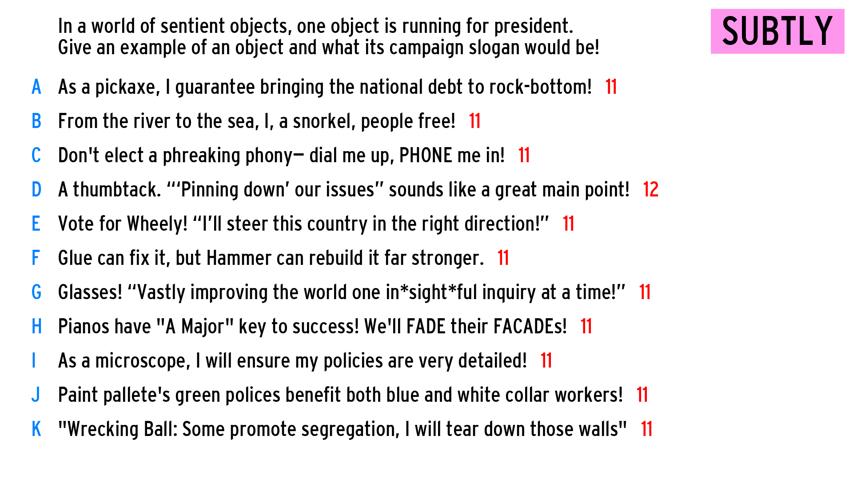 In a world of sentient objects, one object is running for president.
Give an example of an object and what its campaign slogan would be!
SUBTLY
A As a pickaxe, I guarantee bringing the national debt to rock-bottom! 11
B From the river to the sea, I, a snorkel, people free! 11
C Don't elect a phreaking phony— dial me up, PHONE me in! 11
D A thumbtack. “‘Pinning down’ our issues” sounds like a great main point! 12
E Vote for Wheely! “I’ll steer this country in the right direction!” 11
F Glue can fix it, but Hammer can rebuild it far stronger. 11
G Glasses! “Vastly improving the world one in*sight*ful inquiry at a time!” 11
H Pianos have "A Major" key to success! We'll FADE their FACADEs! 11
I As a microscope, I will ensure my policies are very detailed! 11
J Paint pallete's green polices benefit both blue and white collar workers! 11
K "Wrecking Ball: Some promote segregation, I will tear down those walls" 11